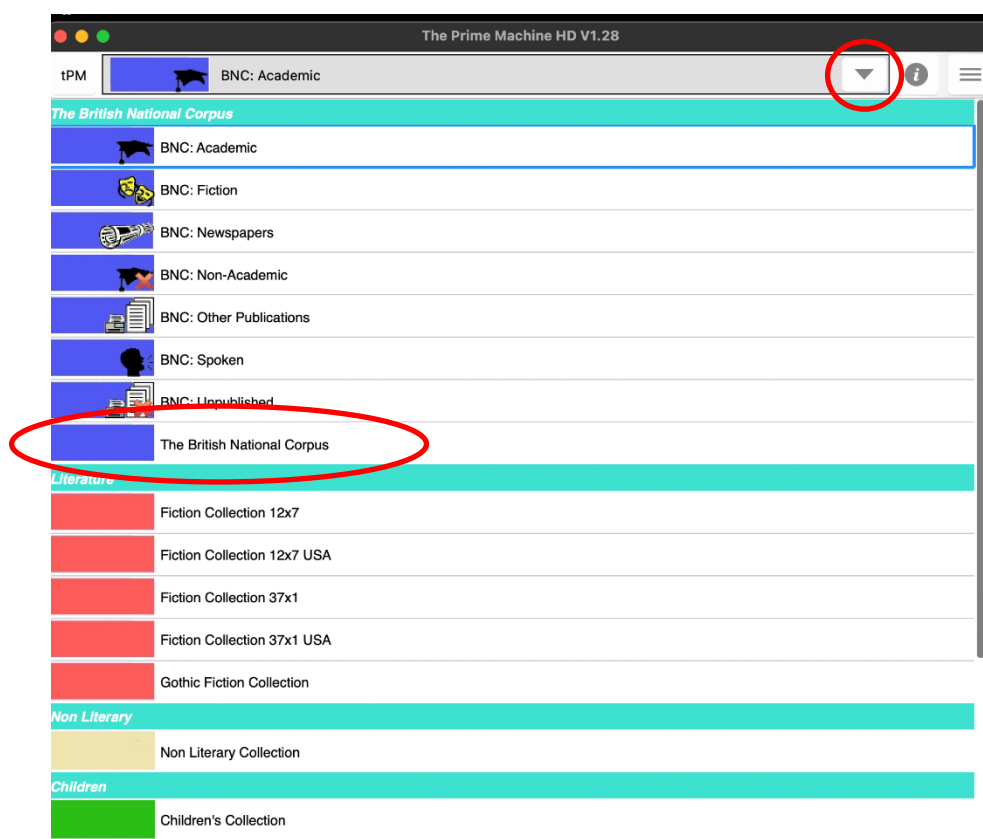 The Prime Machine HD V1.28
tPM BNC: Academic
The British National Corpus
BNC: Academic
BNC: Fiction
BNC: Newspapers
BNC: Non-Academic
BNC: Other Publications
BNC: Spoken
BNC: Unpublished
The British National Corpus
Literature
Fiction Collection 12x7
Fiction Collection 12x7 USA
Fiction Collection 37x1
Fiction Collection 37x1 USA
Gothic Fiction Collection
Non Literary
Non Literary Collection
Children
Children's Collection